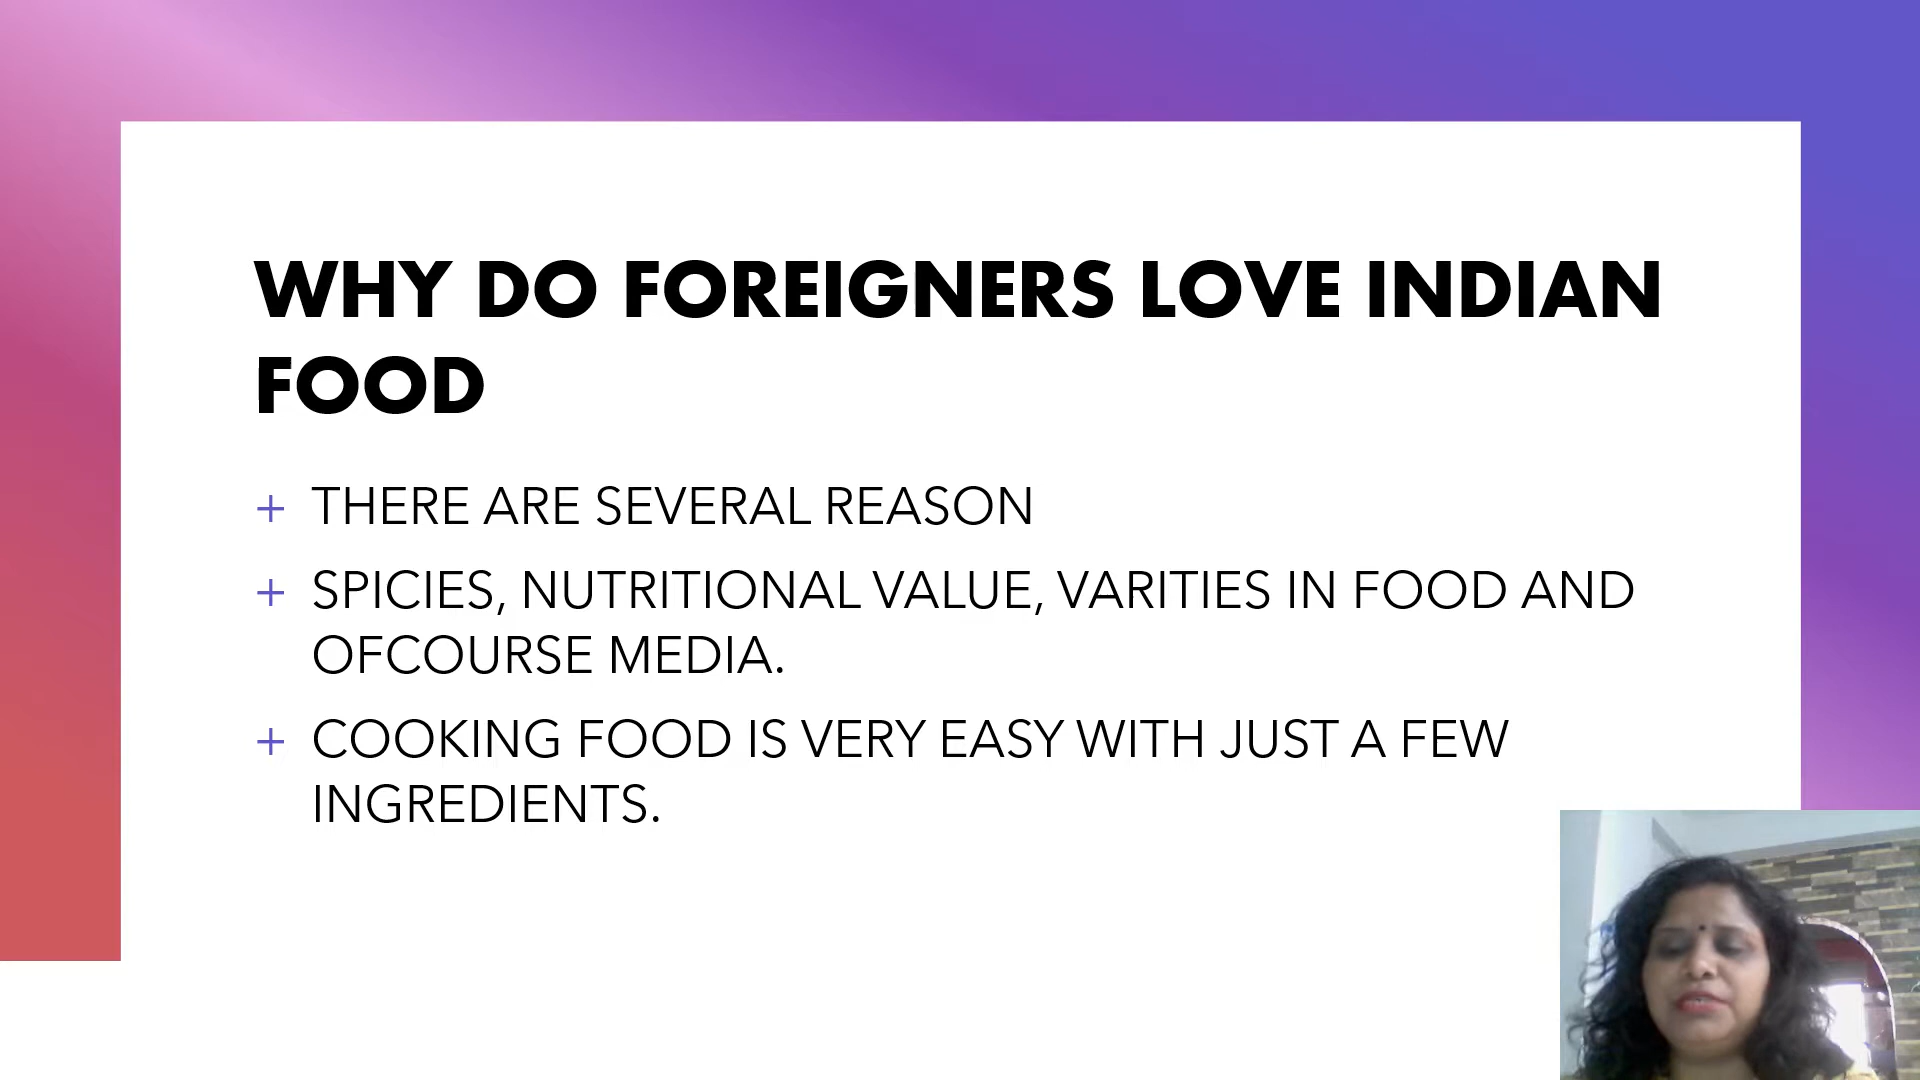 WHY DO FOREIGNERS LOVE INDIAN
FOOD
+ THERE ARE SEVERAL REASON
+ SPICIES, NUTRITIONAL VALUE, VARITIES IN FOOD AND
OFCOURSE MEDIA.
+ COOKING FOOD IS VERY EASY WITH JUST A FEW
INGREDIENTS.